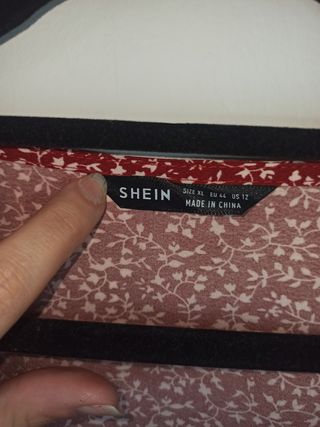 SHEIN
SIZE XL EU 44 US 12
MADE IN CHINA